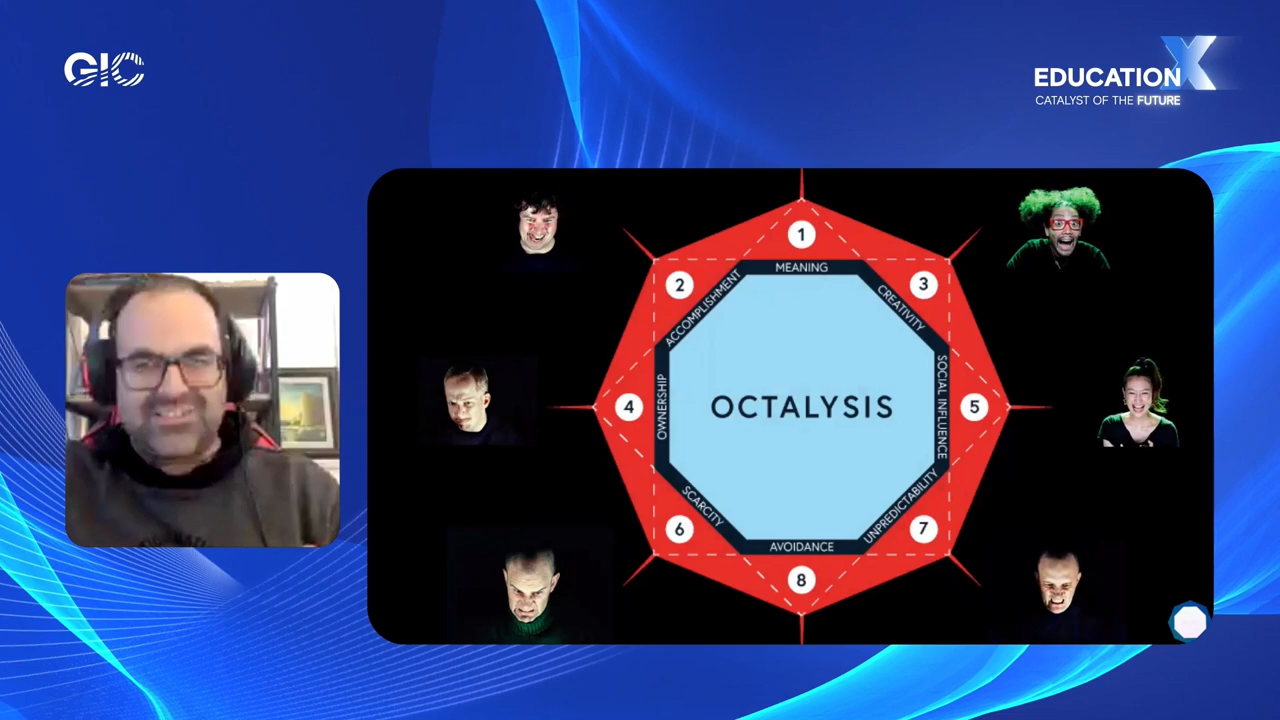 GIC
EDUCATION X
CATALYST OF THE FUTURE
1
MEANING
2
ACCOMPLISHMENT
3
CREATIVITY
4
OWNERSHIP
OCTALYSIS
SOCIAL INFLUENCE
5
6
SCARCITY
UNPREDICTABILITY
7
AVOIDANCE
8